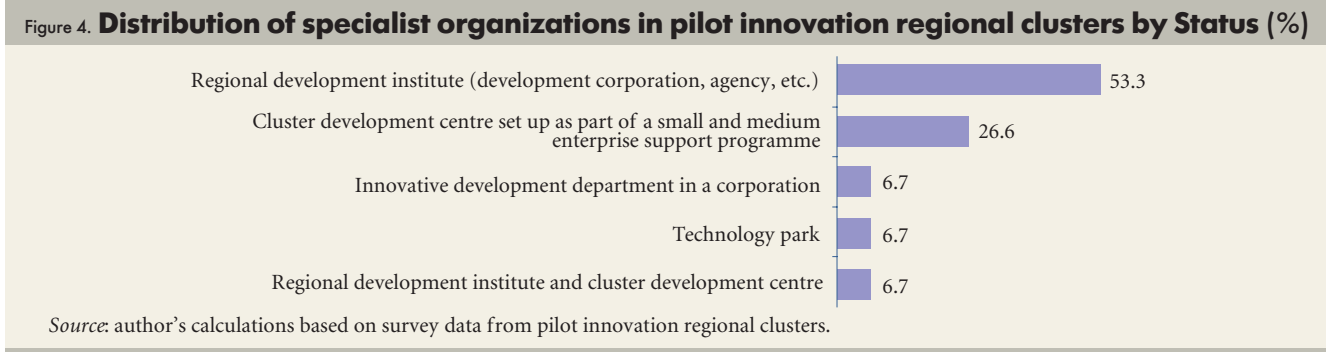 Figure 4. Distribution of specialist organizations in pilot innovation regional clusters by Status (%)
Regional development institute (development corporation, agency, etc.) 53.3
Cluster development centre set up as part of a small and medium
enterprise support programme 26.6
Innovative development department in a corporation 6.7
Technology park 6.7
Regional development institute and cluster development centre 6.7
Source: author's calculations based on survey data from pilot innovation regional clusters.